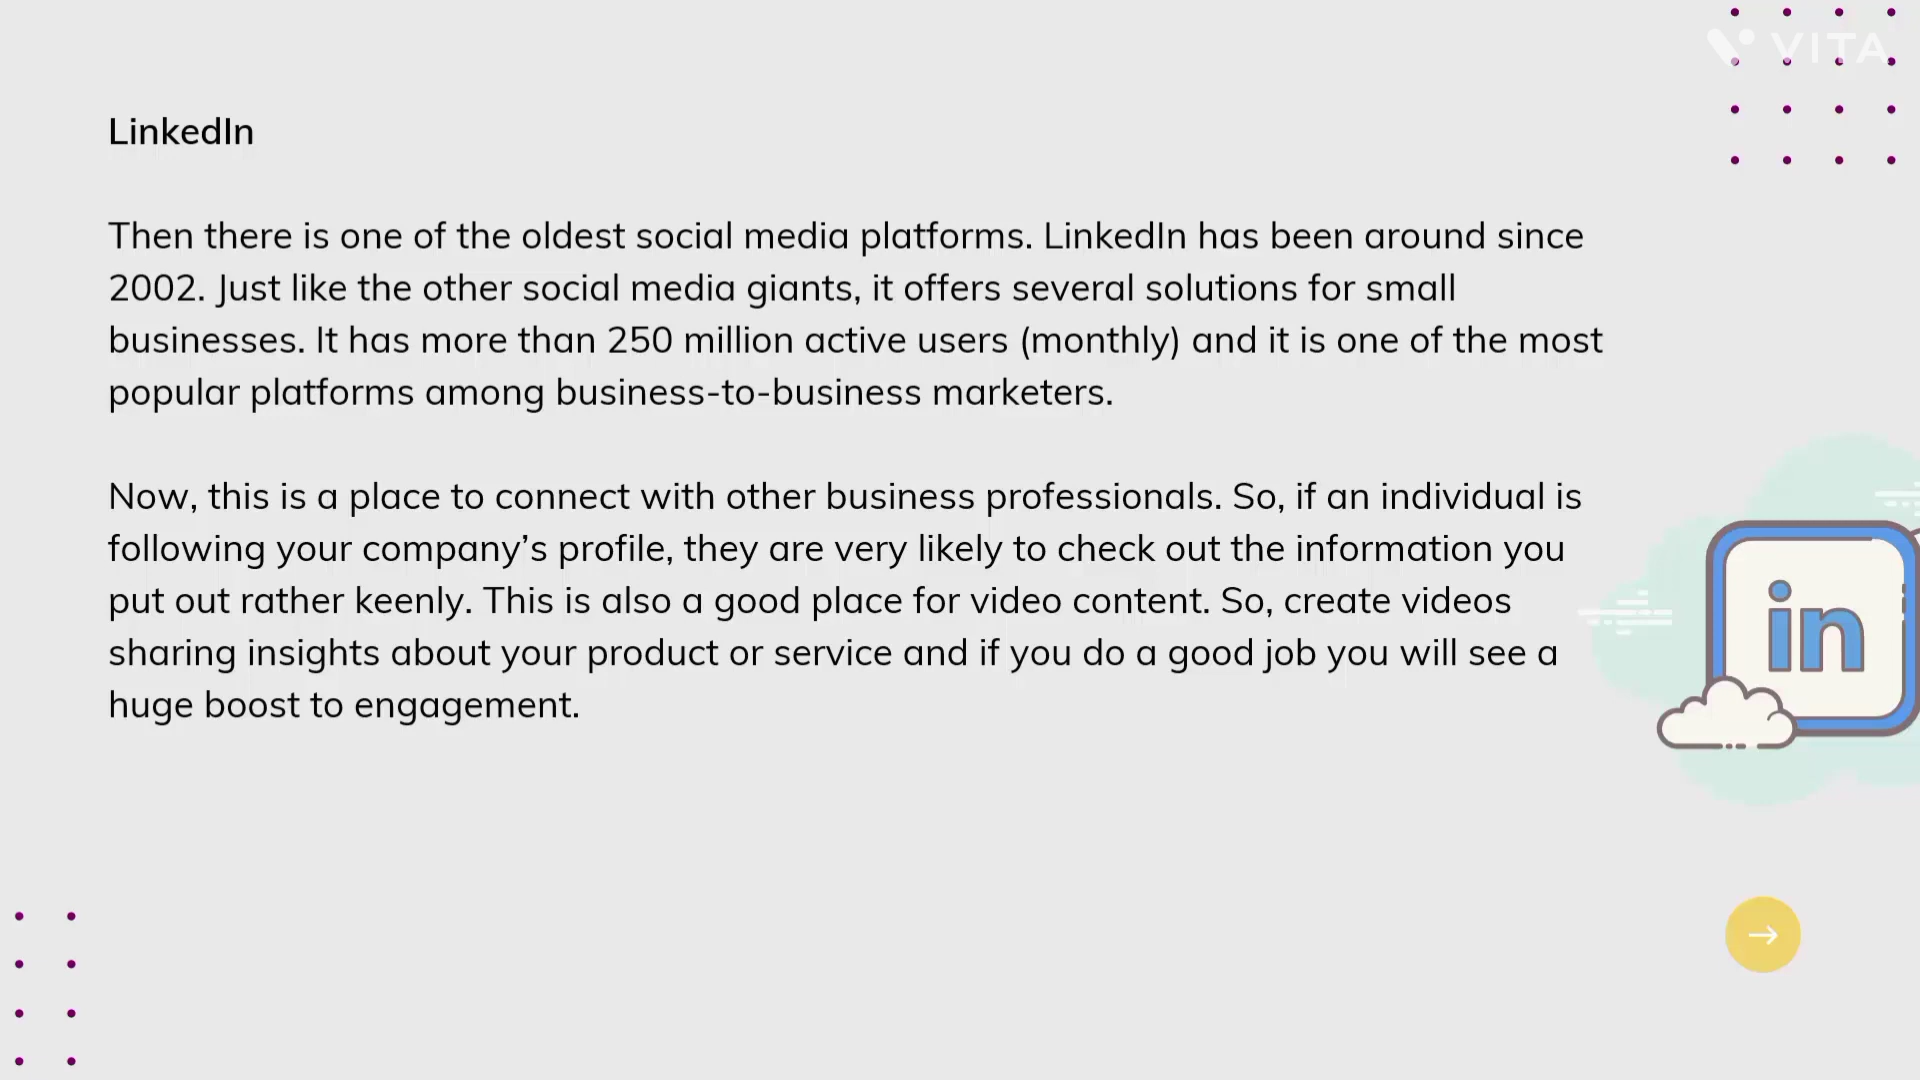 VITA
LinkedIn
Then there is one of the oldest social media platforms. LinkedIn has been around since
2002. Just like the other social media giants, it offers several solutions for small
businesses. It has more than 250 million active users (monthly) and it is one of the most
popular platforms among business-to-business marketers.
Now, this is a place to connect with other business professionals. So, if an individual is
following your company’s profile, they are very likely to check out the information you
put out rather keenly. This is also a good place for video content. So, create videos
sharing insights about your product or service and if you do a good job you will see a
huge boost to engagement.
in